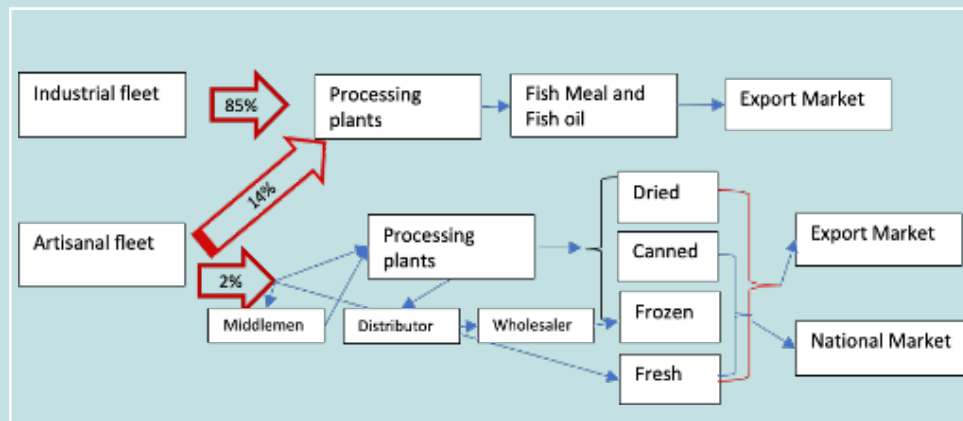 Industrial fleet
85%
Processing
plants
Fish Meal and
Fish oil
Export Market
14%
Artisanal fleet
2%
Processing
plants
Middlemen
Distributor
Wholesaler
Dried
Canned
Frozen
Fresh
Export Market
National Market